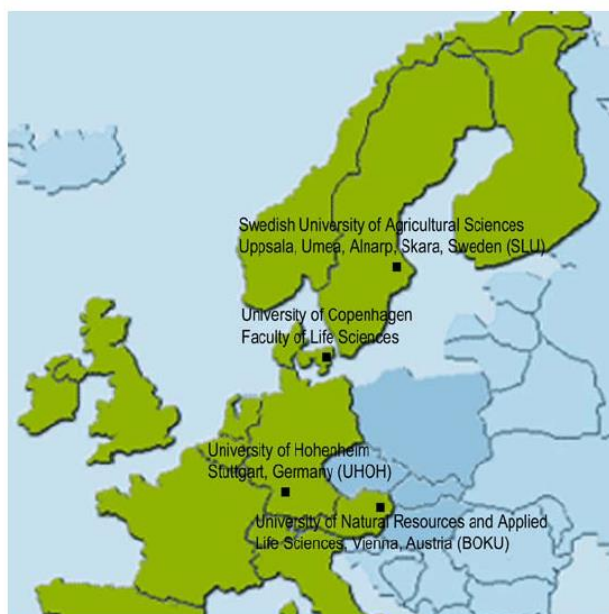 Swedish University of Agricultural Sciences
Uppsala, Umea, Alnarp, Skara, Sweden (SLU)
University of Copenhagen
Faculty of Life Sciences
University of Hohenheim
Stuttgart, Germany (UHOH)
University of Natural Resources and Applied
Life Sciences, Vienna, Austria (BOKU)